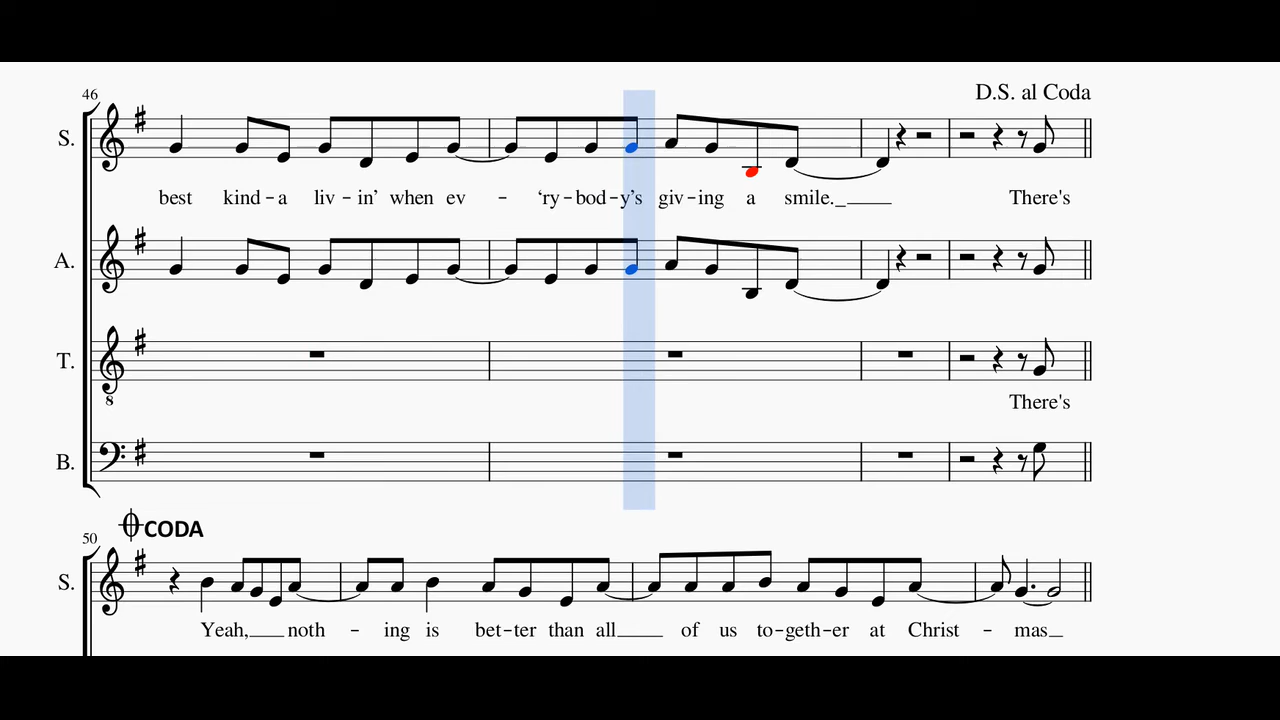 D.S. al Coda
46
S.
best kind – a liv – in’ when ev – ‘ry – bod – y’s giv – ing a smile._ ____ There's
A.
T.
8
There's
B.
CODA
50
S.
Yeah,___ noth – ing is bet – ter than all____ of us to – geth – er at Christ – mas_